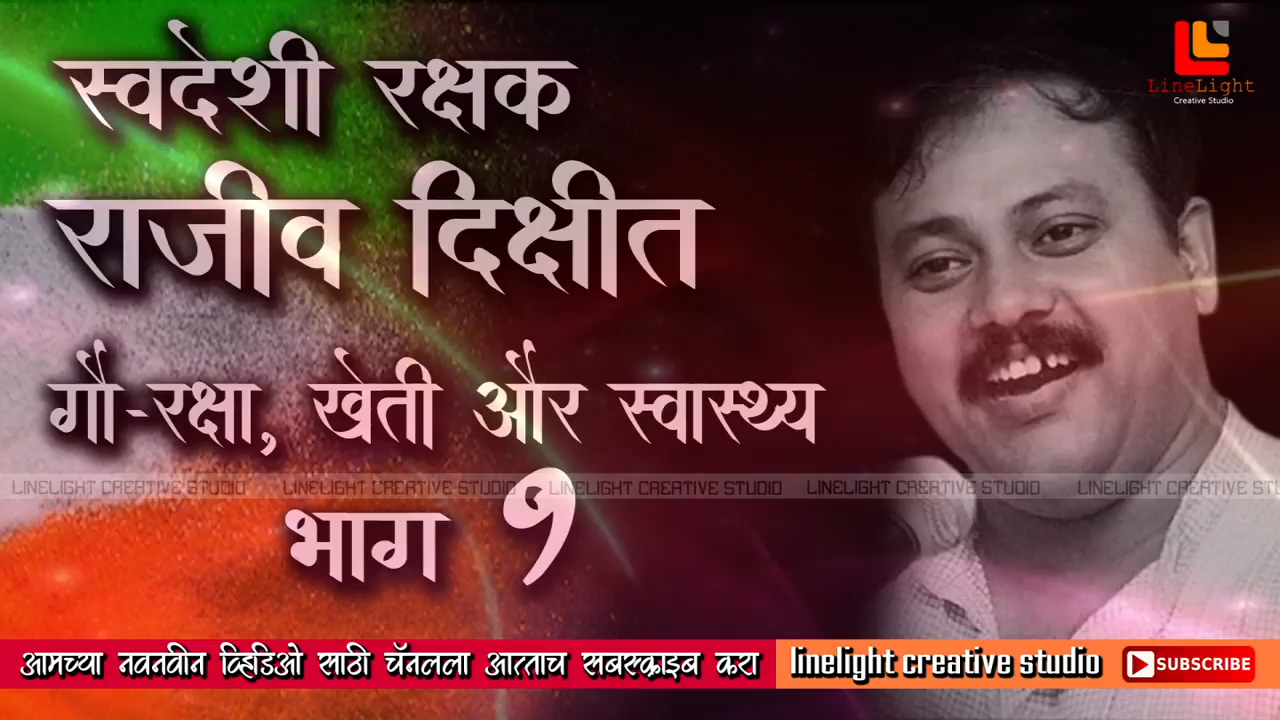 स्वदेशी रक्षक
LineLight
Creative Studio
राजीव दिक्षीत
गौ-रक्षा, खेती और स्वास्थ्य
LINELIGHT CREATIVE STUDIO LINELIGHT CREATIVE STUDIO LINELIGHT CREATIVE STUDIO LINELIGHT CREATIVE STUDIO LINELIGHT CREATIVE STUDIO
भाग १
आमच्या नवनवीन व्हिडिओ साठी चॅनलला आत्ताच सबस्क्राइब करा linelight creative studio SUBSCRIBE